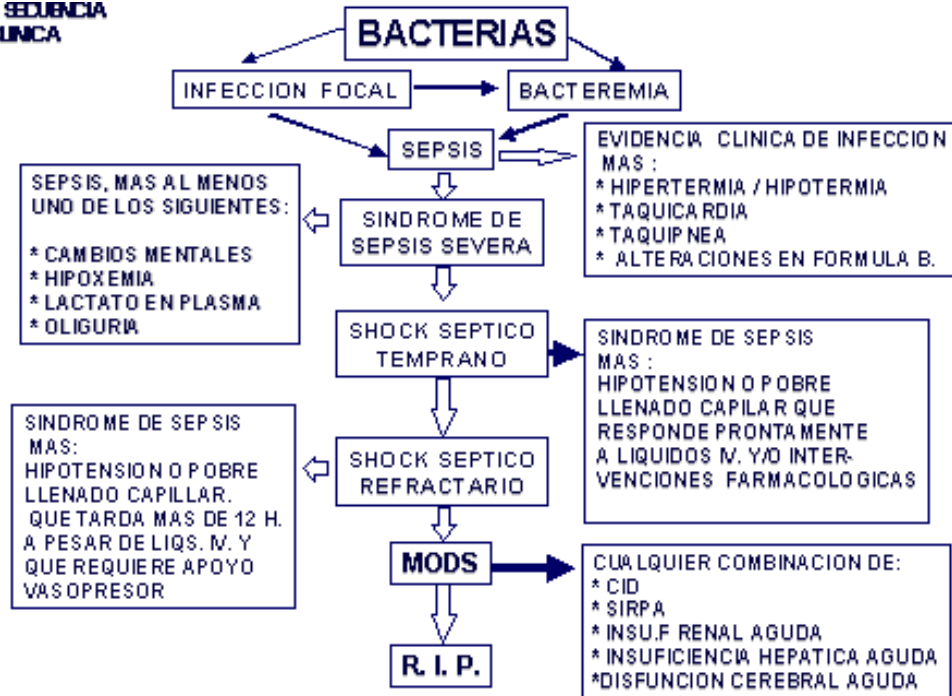 SECUENCIA
BACTERIAS
INFECCION FOCAL
BACTEREMIA
SEPSIS
EVIDENCIA CLINICA DE INFECCION
MAS :
* HIPERTERMIA / HIPOTERMIA
* TAQUICARDIA
* TAQUIPNEA
* ALTERACIONES EN FORMULA B.
SEPSIS, MAS AL MENOS
UNO DE LOS SIGUIENTES:
* CAMBIOS MENTALES
* HIPOXEMIA
* LACTATO EN PLASMA
* OLIGURIA
SINDROME DE
SEPSIS SEVERA
SHOCK SEPTICO
TEMPRANO
SINDROME DE SEPSIS
MAS :
HIPOTENSION O POBRE
LLENADO CAPILAR QUE
RESPONDE PRONTAMENTE
A LIQUIDOS IV. Y/O INTER-
VENCIONES FARMACOLOGICAS
SINDROME DE SEPSIS
MAS:
HIPOTENSION O POBRE
LLENADO CAPILLAR.
QUE TARDA MAS DE 12 H.
A PESAR DE LIQS. IV. Y
QUE REQUIERE APOYO
VASOPRESOR
SHOCK SEPTICO
REFRACTARIO
MODS
CUALQUIER COMBINACION DE:
* CID
* SIRPA
* INSU.F RENAL AGUDA
* INSUFICIENCIA HEPATICA AGUDA
*DISFUNCION CEREBRAL AGUDA
R. I. P.